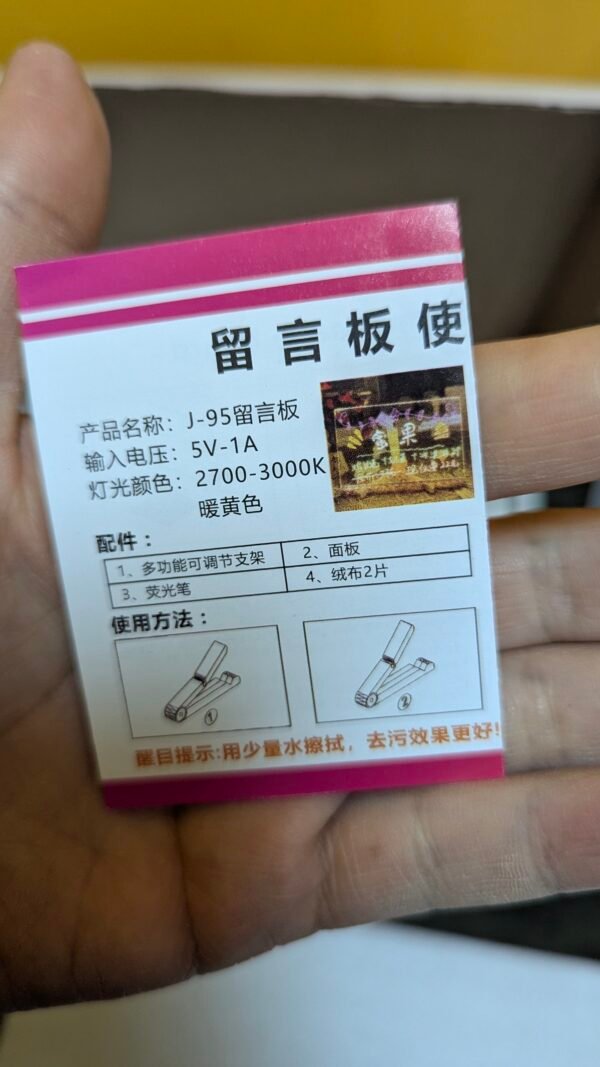 留言板使
产品名称：J-95留言板
输入电压：5V-1A
灯光颜色：2700-3000K
暖黄色
配件：
1、多功能可调节支架
2、面板
3、荧光笔
4、绒布2片
使用方法：
①
②
醒目提示:用少量水擦拭，去污效果更好!